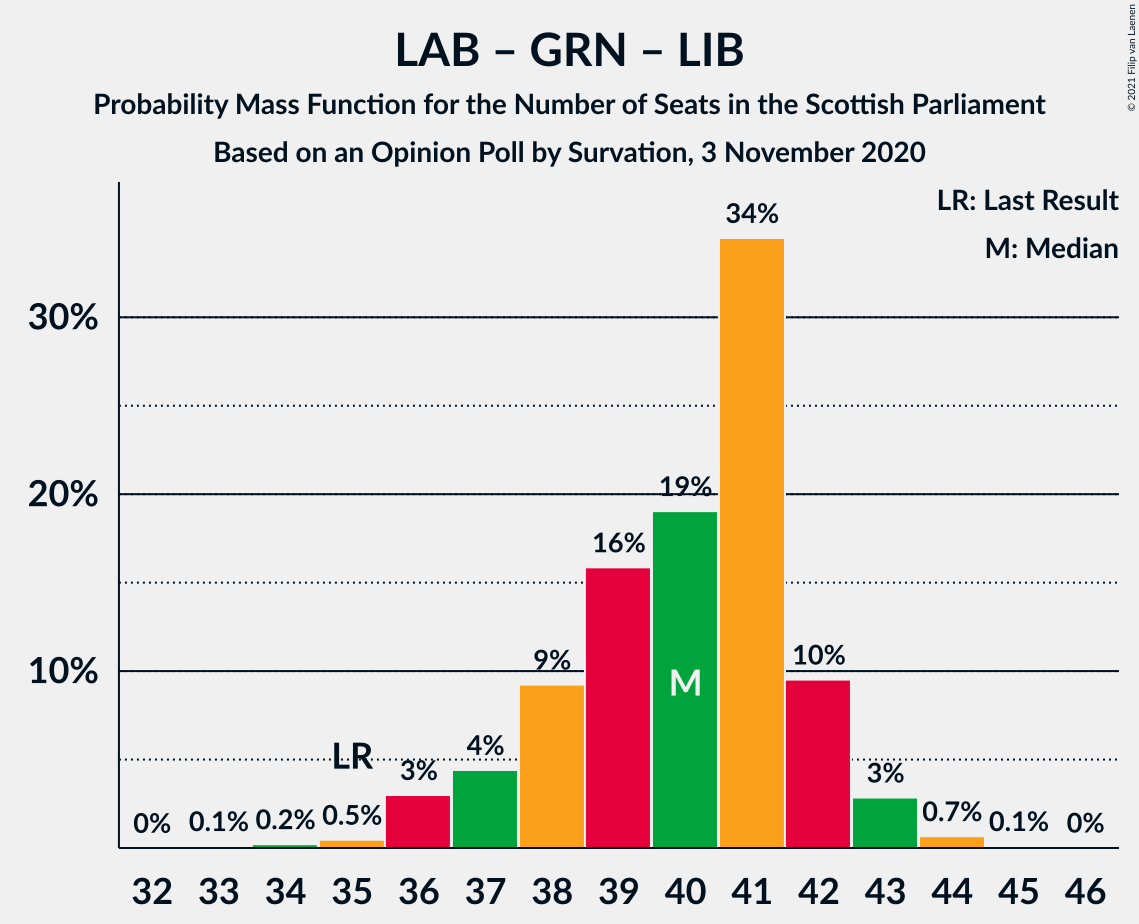 LAB – GRN – LIB
Probability Mass Function for the Number of Seats in the Scottish Parliament
Based on an Opinion Poll by Survation, 3 November 2020
© 2021 Filip van Laenen
LR: Last Result
M: Median
34%
30%
20%
19%
16%
10%
10%
9%
M
LR
4%
3%
3%
0%
0.1%
0.2%
0.5%
0.7%
0.1%
0%
32 33 34 35 36 37 38 39 40 41 42 43 44 45 46